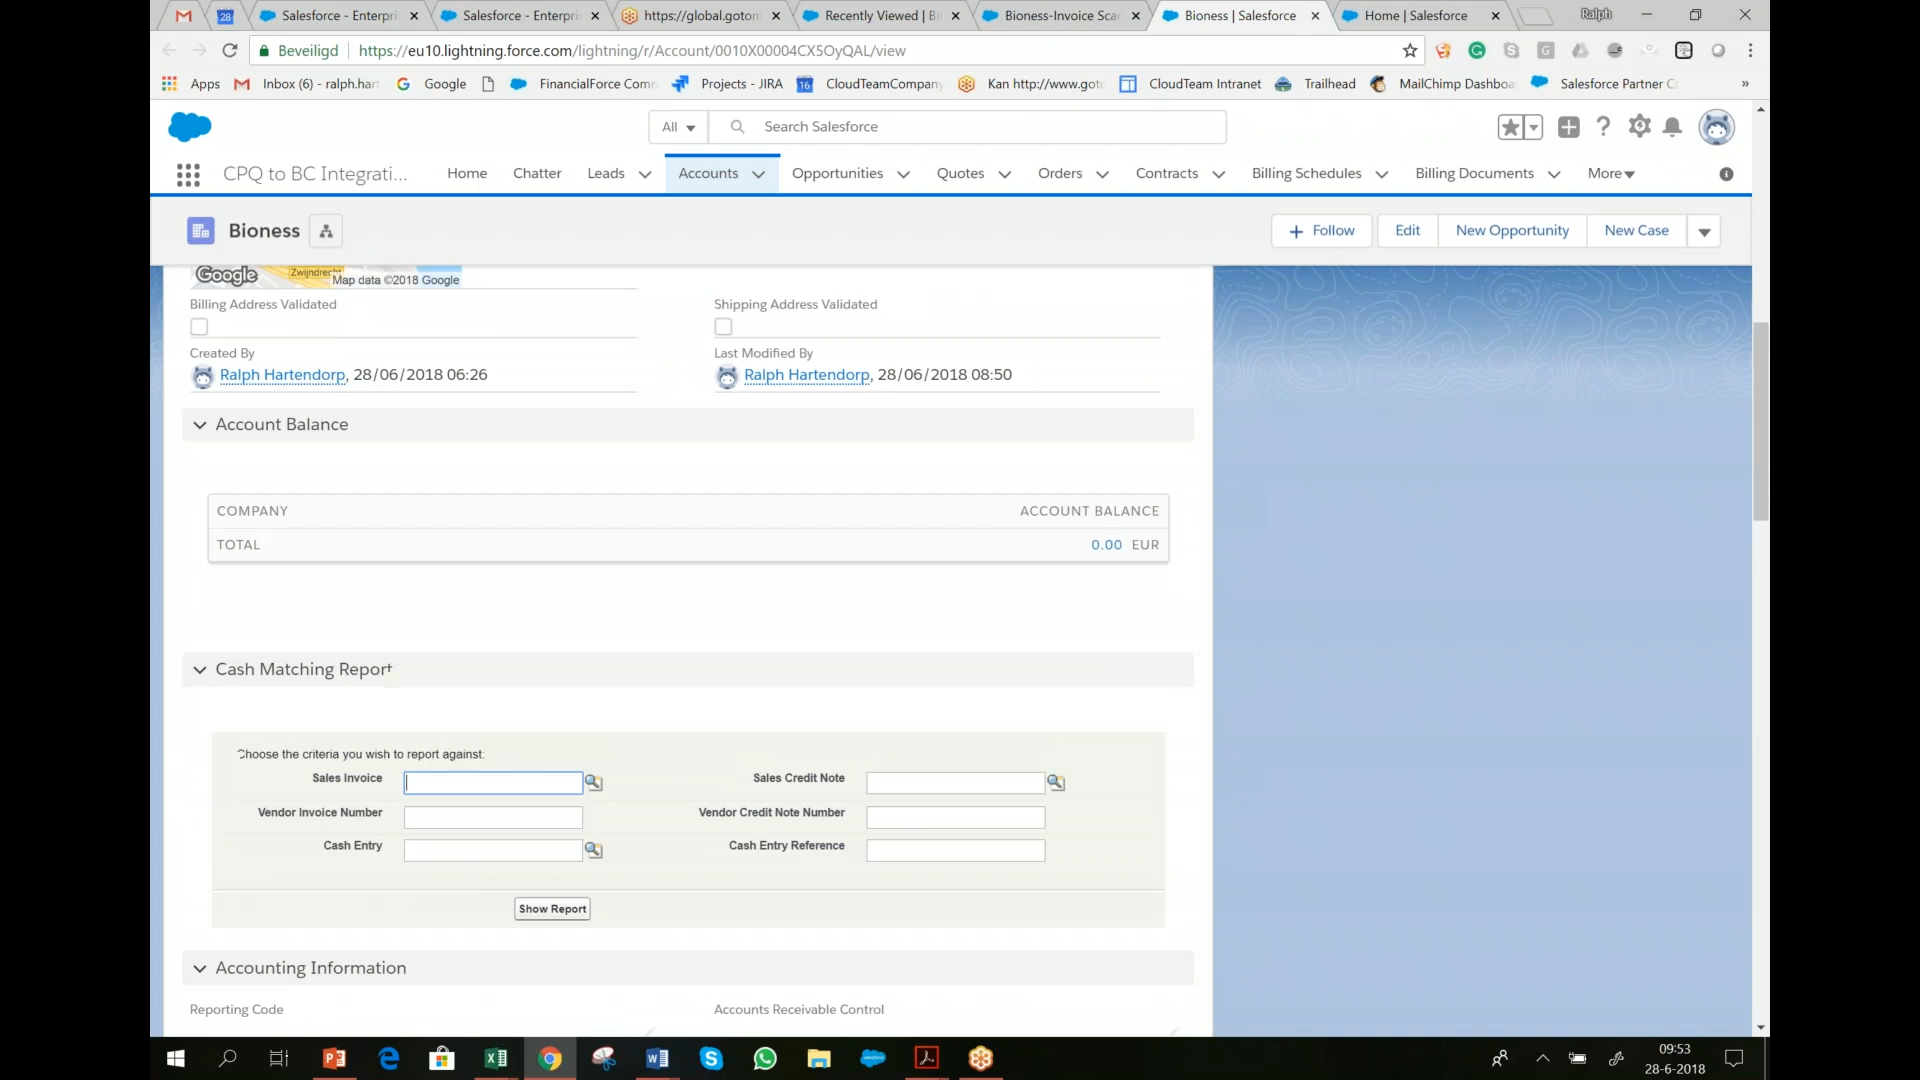 Salesforce - Enterpri
Salesforce - Enterpri
https://global.gotom
Recently Viewed | Bi
Bioness-Invoice Scar
Bioness | Salesforce
Home | Salesforce
Ralph
Beveiligd
https://eu10.lightning.force.com/lightning/r/Account/0010X00004CX5OyQAL/view
Apps
Inbox (6) - ralph.hart
Google
FinancialForce Comn
Projects - JIRA
16
CloudTeamCompany
Kan http://www.goto
CloudTeam Intranet
Trailhead
MailChimp Dashboa
Salesforce Partner C
»
All
Search Salesforce
CPQ to BC Integrati...
Home
Chatter
Leads
Accounts
Opportunities
Quotes
Orders
Contracts
Billing Schedules
Billing Documents
More
Bioness
Follow
Edit
New Opportunity
New Case
Google
Zwijndrecht
Map data ©2018 Google
Billing Address Validated
Shipping Address Validated
Created By
Last Modified By
Ralph Hartendorp, 28/06/2018 06:26
Ralph Hartendorp, 28/06/2018 08:50
Account Balance
COMPANY
ACCOUNT BALANCE
TOTAL
0.00 EUR
Cash Matching Report
Choose the criteria you wish to report against:
Sales Invoice
Sales Credit Note
Vendor Invoice Number
Vendor Credit Note Number
Cash Entry
Cash Entry Reference
Show Report
Accounting Information
Reporting Code
Accounts Receivable Control
09:53
28-6-2018